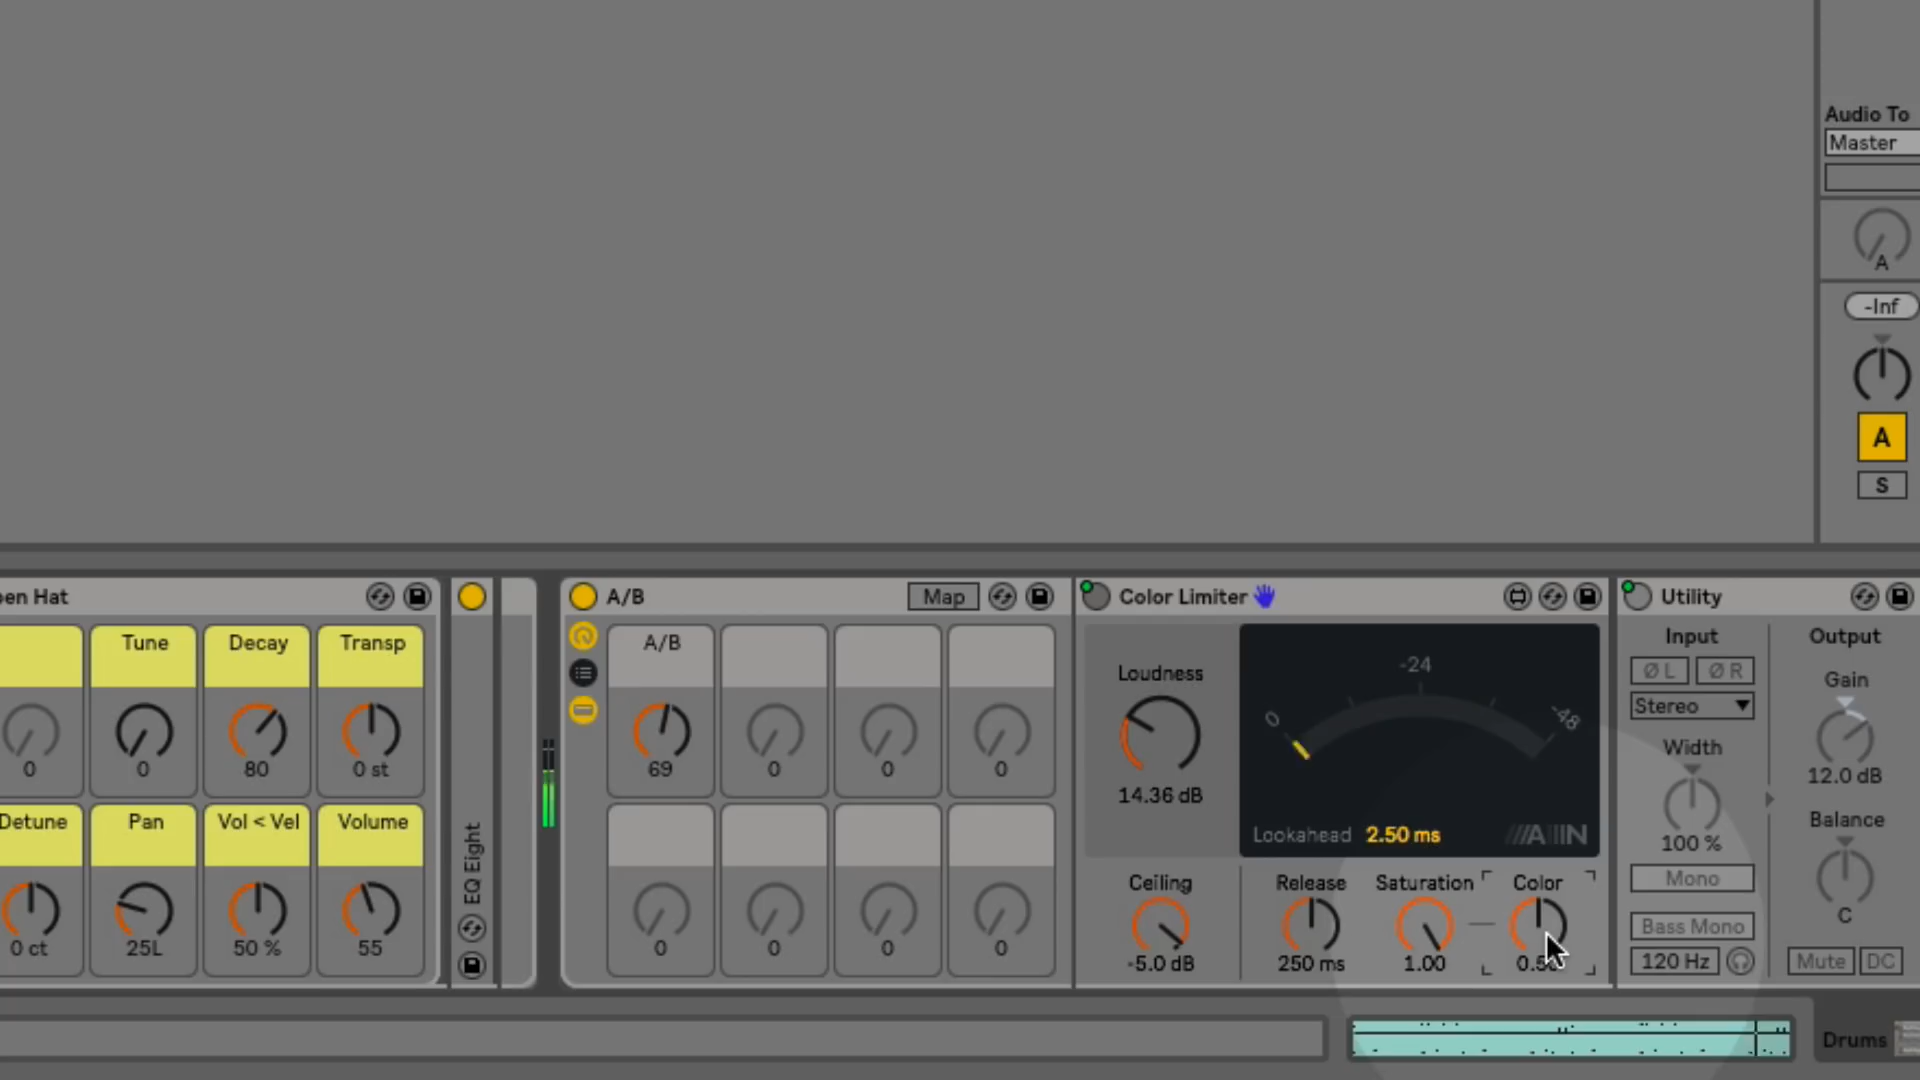 Audio To
Master
A
-Inf
A
S
en Hat
A/B
Map
Color Limiter
Utility
Tune
Decay
Transp
0
0
80
0 st
Detune
Pan
Vol < Vel
Volume
0 ct
25L
50 %
55
EQ Eight
A/B
69
0
0
0
0
0
0
0
Loudness
14.36 dB
0
-24
-48
Lookahead
2.50 ms
Ceiling
-5.0 dB
Release
250 ms
Saturation
1.00
Color
Input
Ø L
Ø R
Stereo
Width
100 %
Mono
Bass Mono
120 Hz
Output
Gain
12.0 dB
Balance
C
Mute
DC
Drums